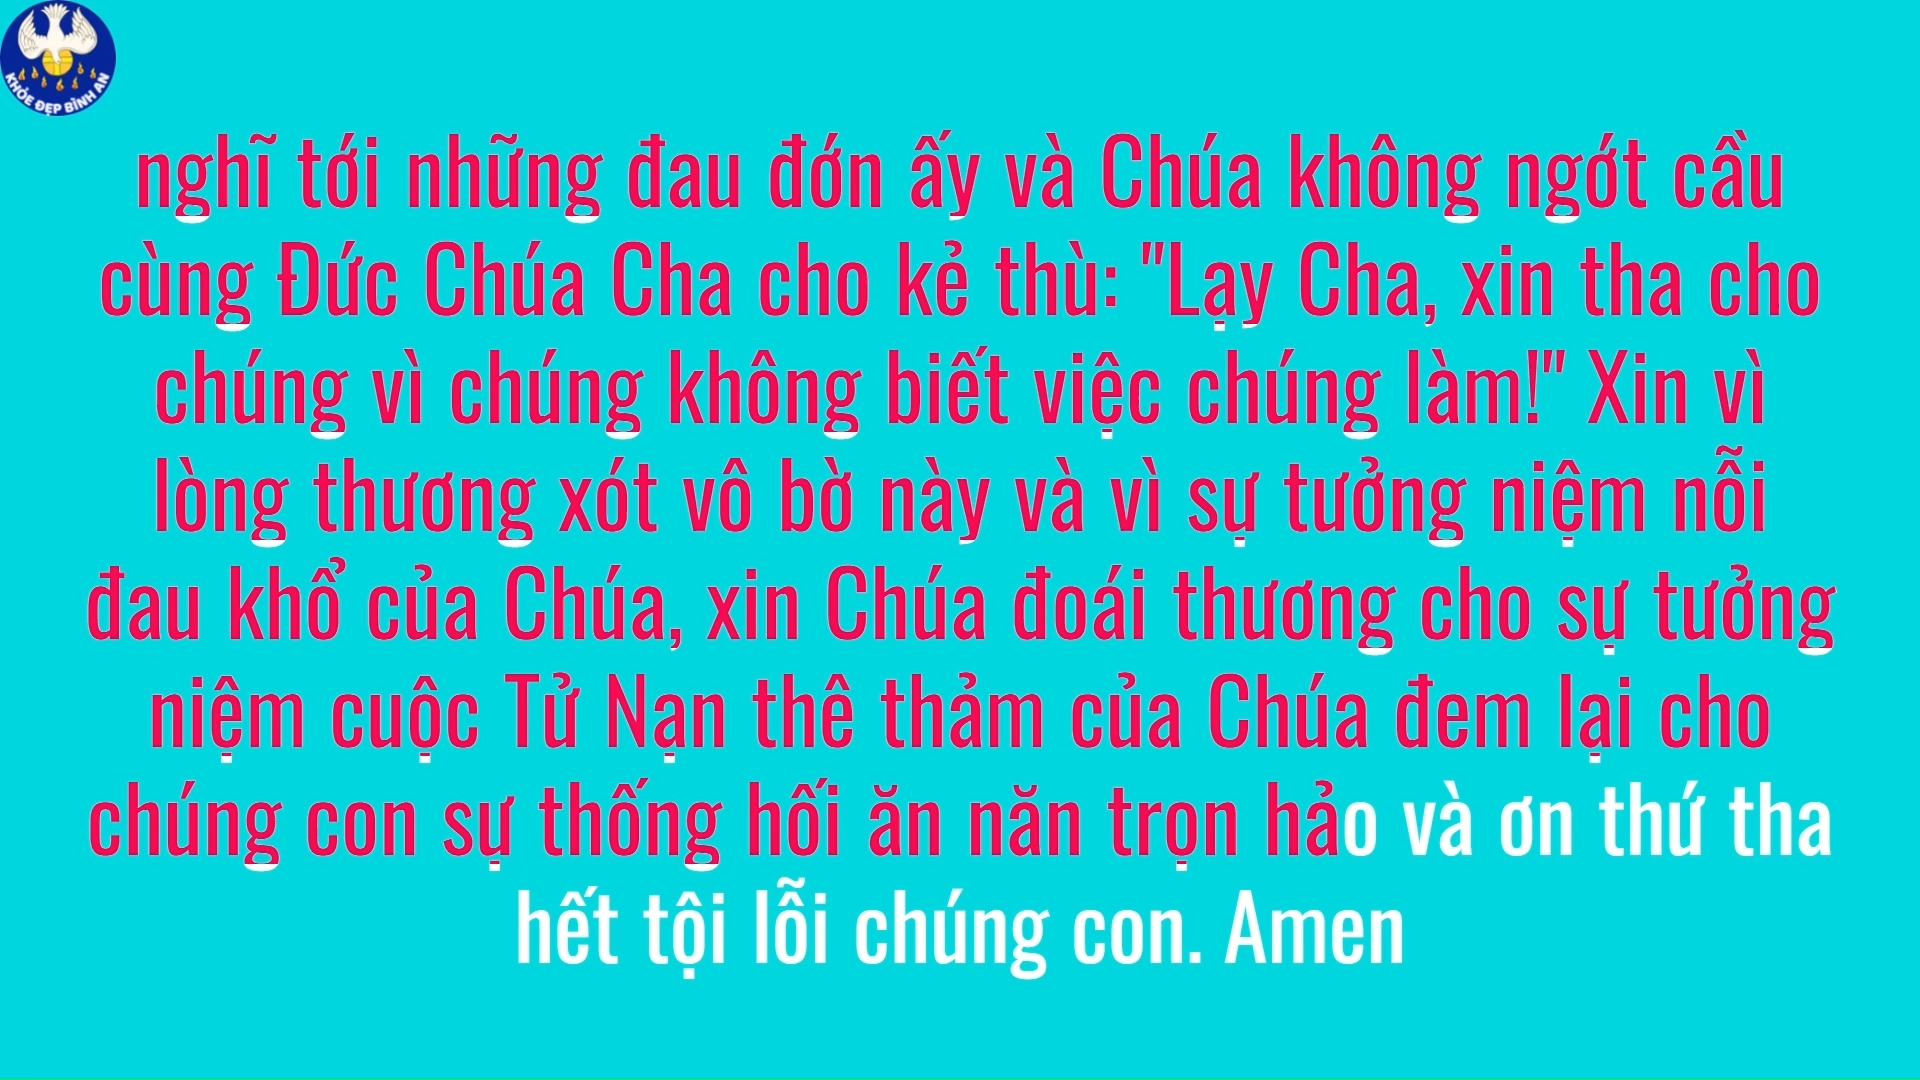 KHỎE ĐẸP BÌNH AN
nghĩ tới những đau đớn ấy và Chúa không ngớt cầu
cùng Đức Chúa Cha cho kẻ thù: "Lạy Cha, xin tha cho
chúng vì chúng không biết việc chúng làm!" Xin vì
lòng thương xót vô bờ này và vì sự tưởng niệm nỗi
đau khổ của Chúa, xin Chúa đoái thương cho sự tưởng
niệm cuộc Tử Nạn thê thảm của Chúa đem lại cho
chúng con sự thống hối ăn năn trọn hảo và ơn thứ tha
hết tội lỗi chúng con. Amen